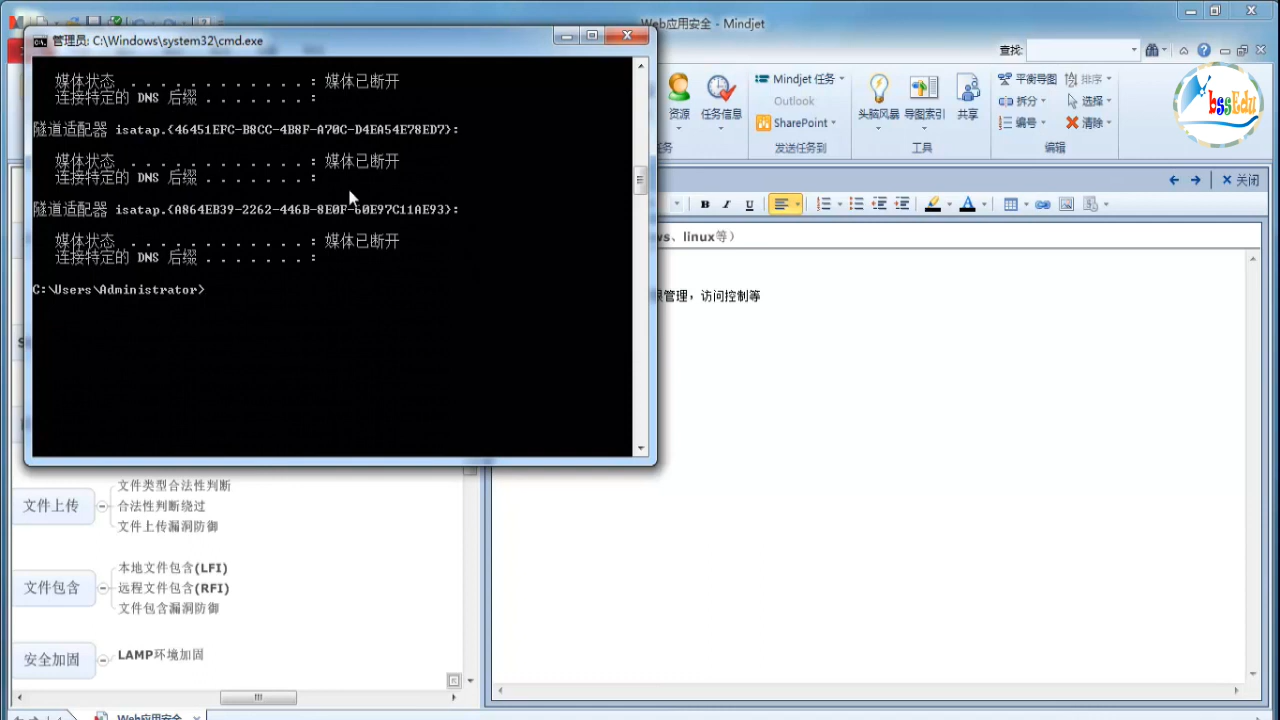 Web应用安全 - Mindjet
管理员: C:\Windows\system32\cmd.exe
查找:
媒体状态 . . . . . . . . . . . . : 媒体已断开
连接特定的 DNS 后缀 . . . . . . . :
隧道适配器 isatap.{46451EFC-B8CC-4B8F-A70C-D4EA54E78ED7}:
媒体状态 . . . . . . . . . . . . : 媒体已断开
连接特定的 DNS 后缀 . . . . . . . :
隧道适配器 isatap.{A864EB39-2262-446B-8E0F-60E97C11AE93}:
媒体状态 . . . . . . . . . . . . : 媒体已断开
连接特定的 DNS 后缀 . . . . . . . :
C:\Users\Administrator>
资源
任务信息
Mindjet 任务
Outlook
SharePoint
发送任务到
头脑风暴
导图索引
共享
工具
平衡导图
拆分
编号
排序
选择
清除
编辑
bssEdu
关闭
B I U
、linux等）
管理，访问控制等
文件上传
文件类型合法性判断
合法性判断绕过
文件上传漏洞防御
文件包含
本地文件包含(LFI)
远程文件包含(RFI)
文件包含漏洞防御
安全加固
LAMP环境加固
Web应用安全